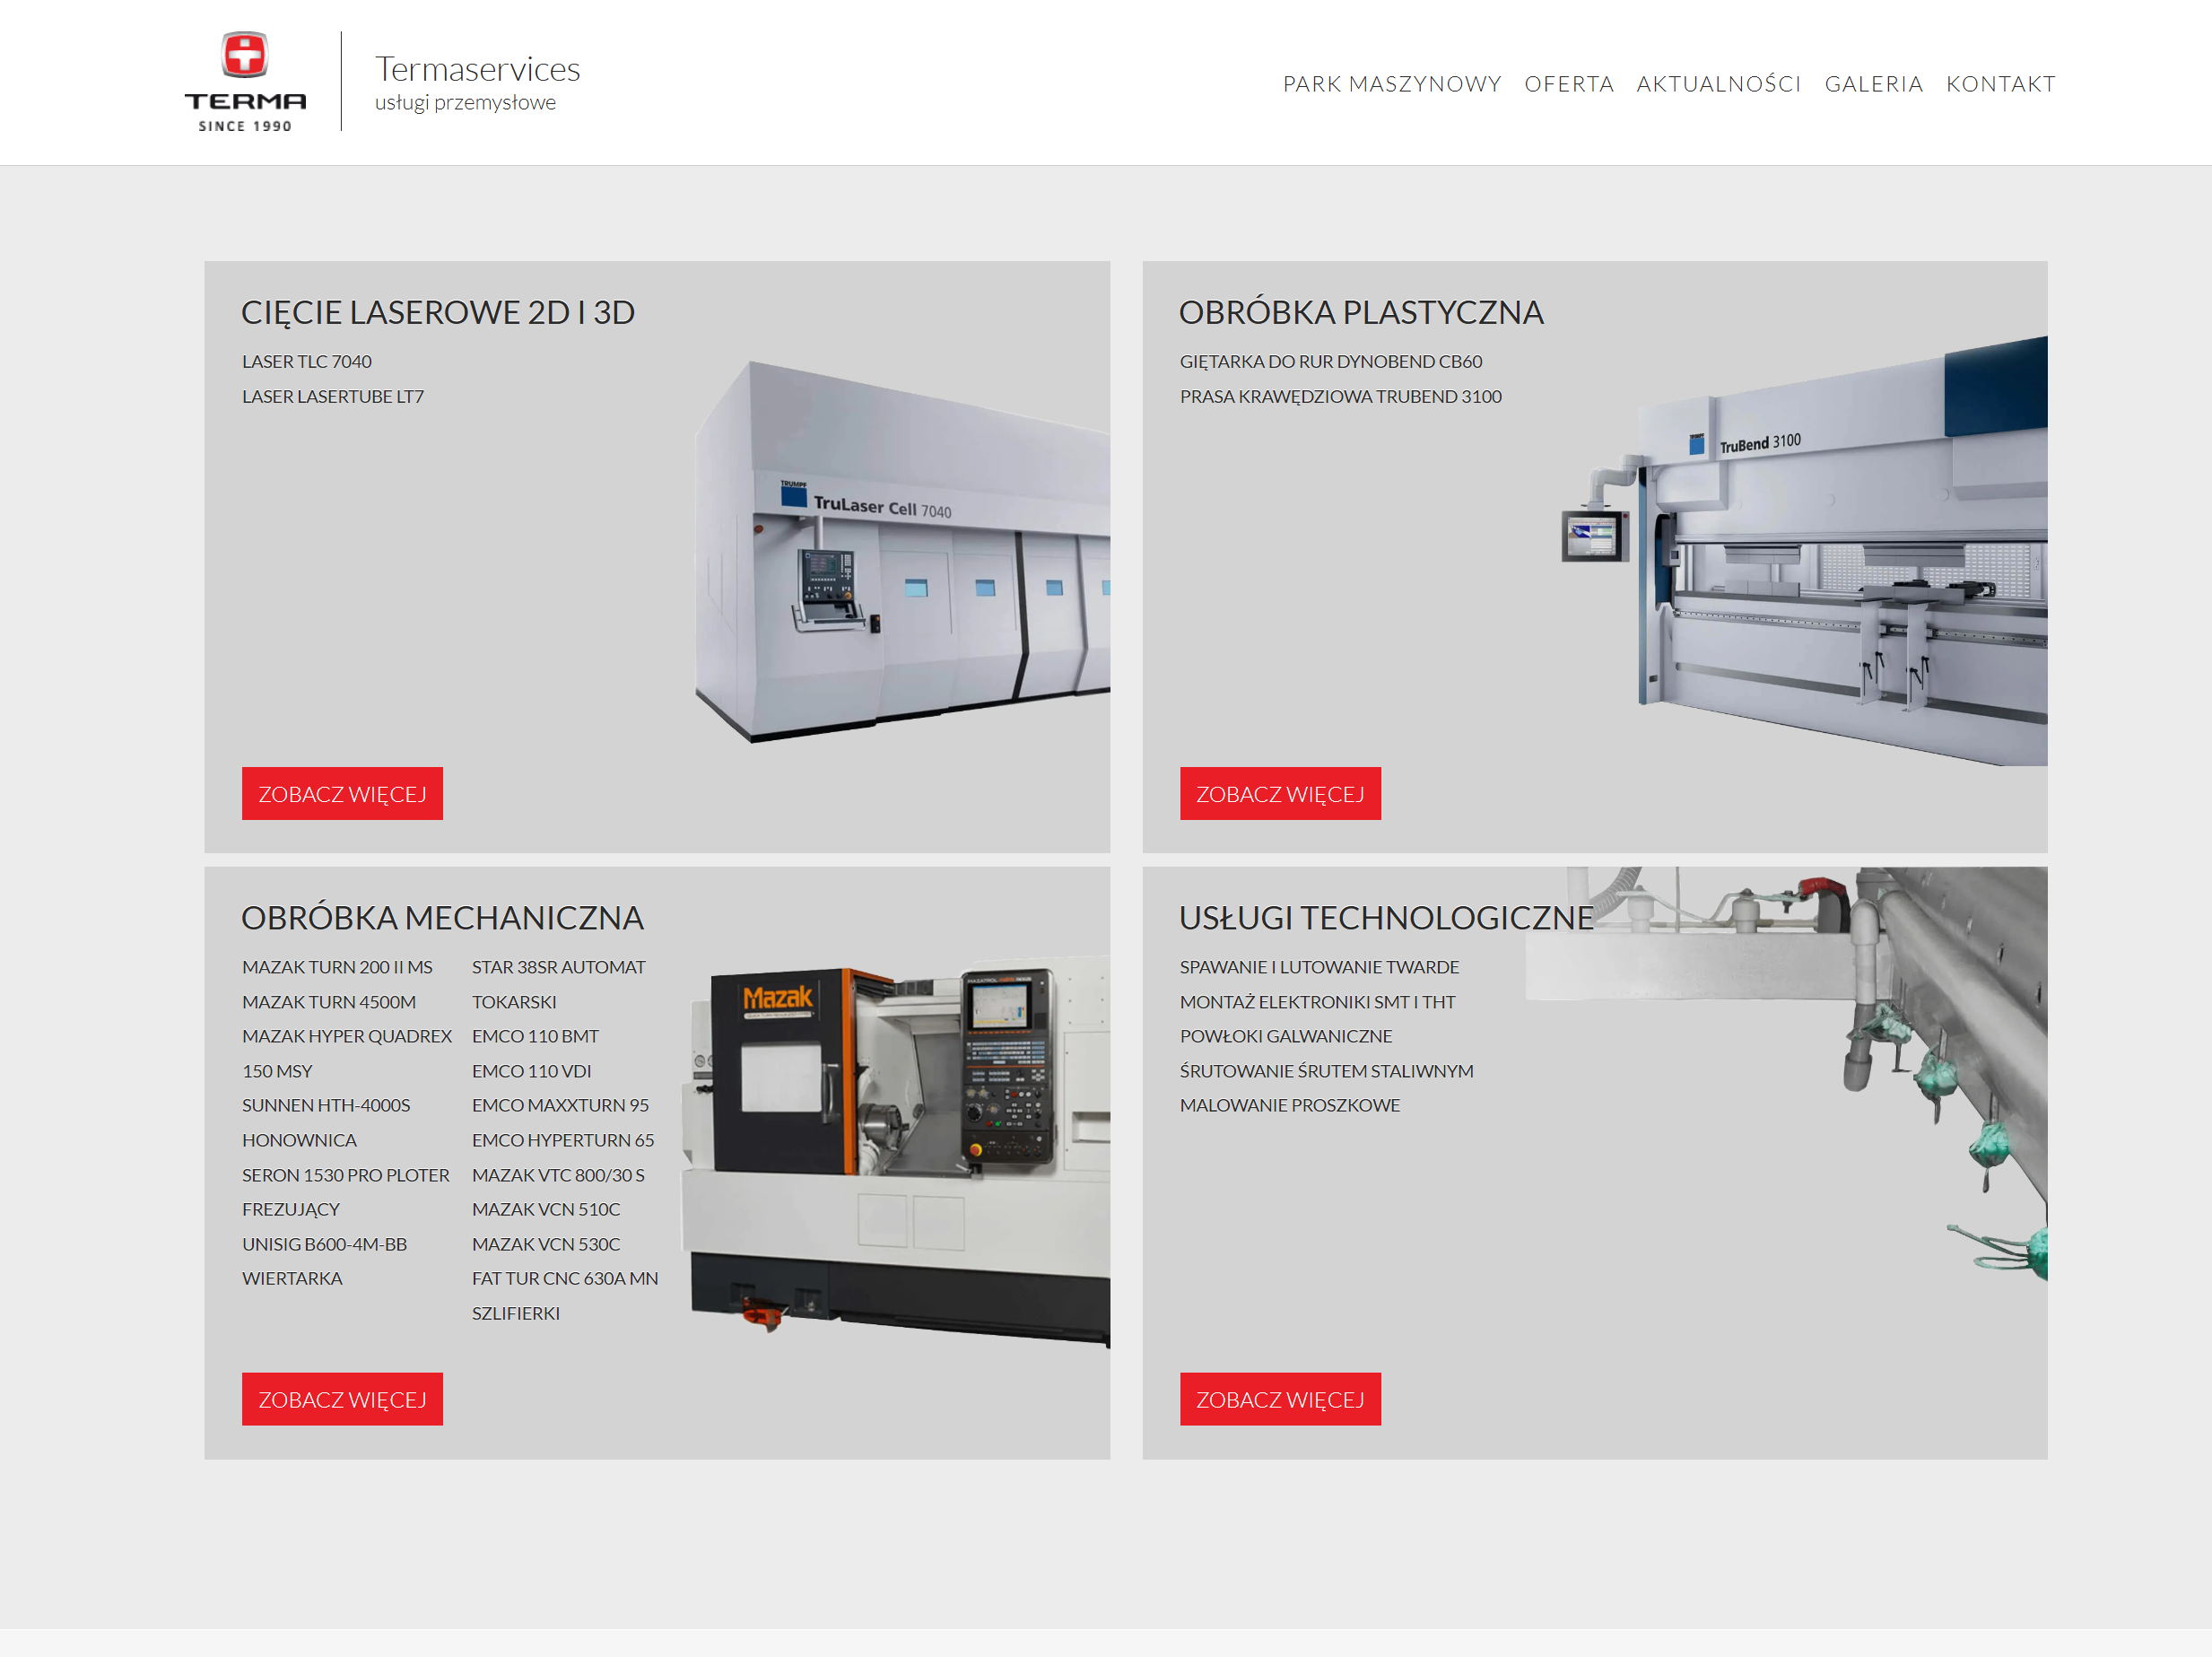 TERMA
SINCE 1990
Termaservices
usługi przemysłowe
PARK MASZYNOWY OFERTA AKTUALNOŚCI GALERIA KONTAKT
CIĘCIE LASEROWE 2D I 3D
LASER TLC 7040
LASER LASERTUBE LT7
TRUMPF
TruLaser Cell 7040
ZOBACZ WIĘCEJ
OBRÓBKA PLASTYCZNA
GIĘTARKA DO RUR DYNOBEND CB60
PRASA KRAWĘDZIOWA TRUBEND 3100
TRUMPF
TruBend 3100
ZOBACZ WIĘCEJ
OBRÓBKA MECHANICZNA
MAZAK TURN 200 II MS
MAZAK TURN 4500M
MAZAK HYPER QUADREX
150 MSY
SUNNEN HTH-4000S
HONOWNICA
SERON 1530 PRO PLOTER
FREZUJĄCY
UNISIG B600-4M-BB
WIERTARKA
STAR 38SR AUTOMAT
TOKARSKI
EMCO 110 BMT
EMCO 110 VDI
EMCO MAXXTURN 95
EMCO HYPERTURN 65
MAZAK VTC 800/30 S
MAZAK VCN 510C
MAZAK VCN 530C
FAT TUR CNC 630A MN
SZLIFIERKI
Mazak
ZOBACZ WIĘCEJ
USŁUGI TECHNOLOGICZNE
SPAWANIE I LUTOWANIE TWARDE
MONTAŻ ELEKTRONIKI SMT I THT
POWŁOKI GALWANICZNE
ŚRUTOWANIE ŚRUTEM STALIWNYM
MALOWANIE PROSZKOWE
ZOBACZ WIĘCEJ